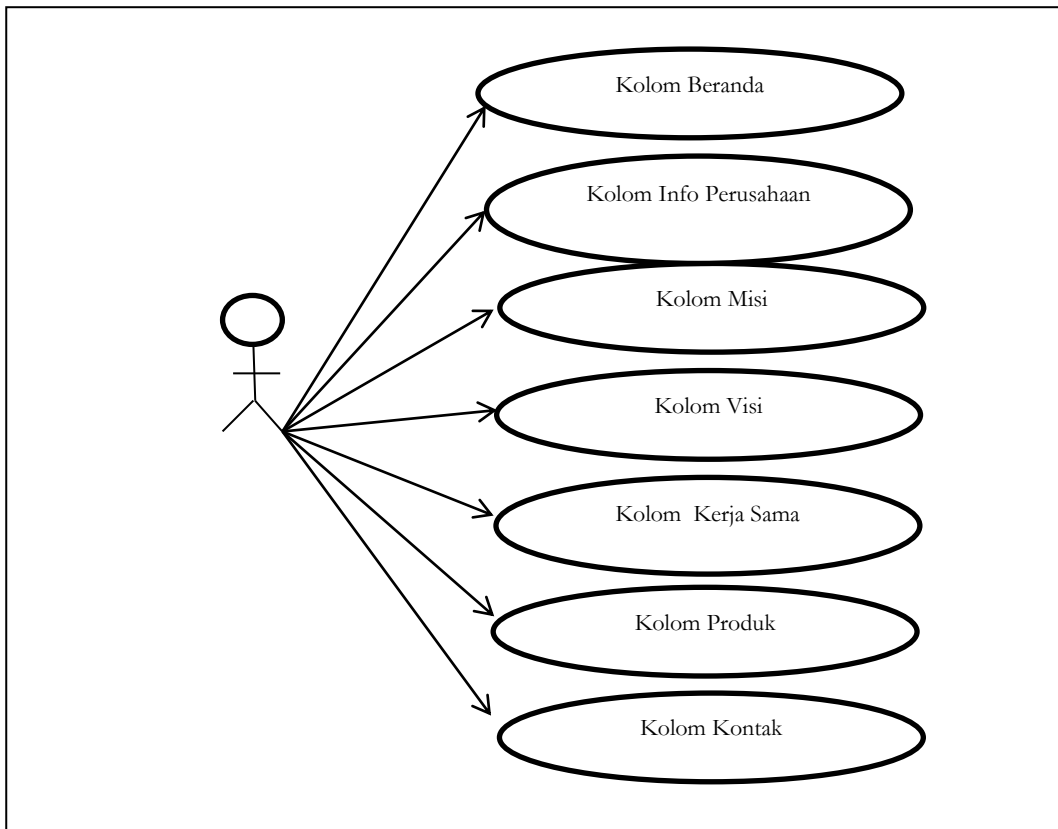 Kolom Beranda
Kolom Info Perusahaan
Kolom Misi
Kolom Visi
Kolom  Kerja Sama
Kolom Produk
Kolom Kontak